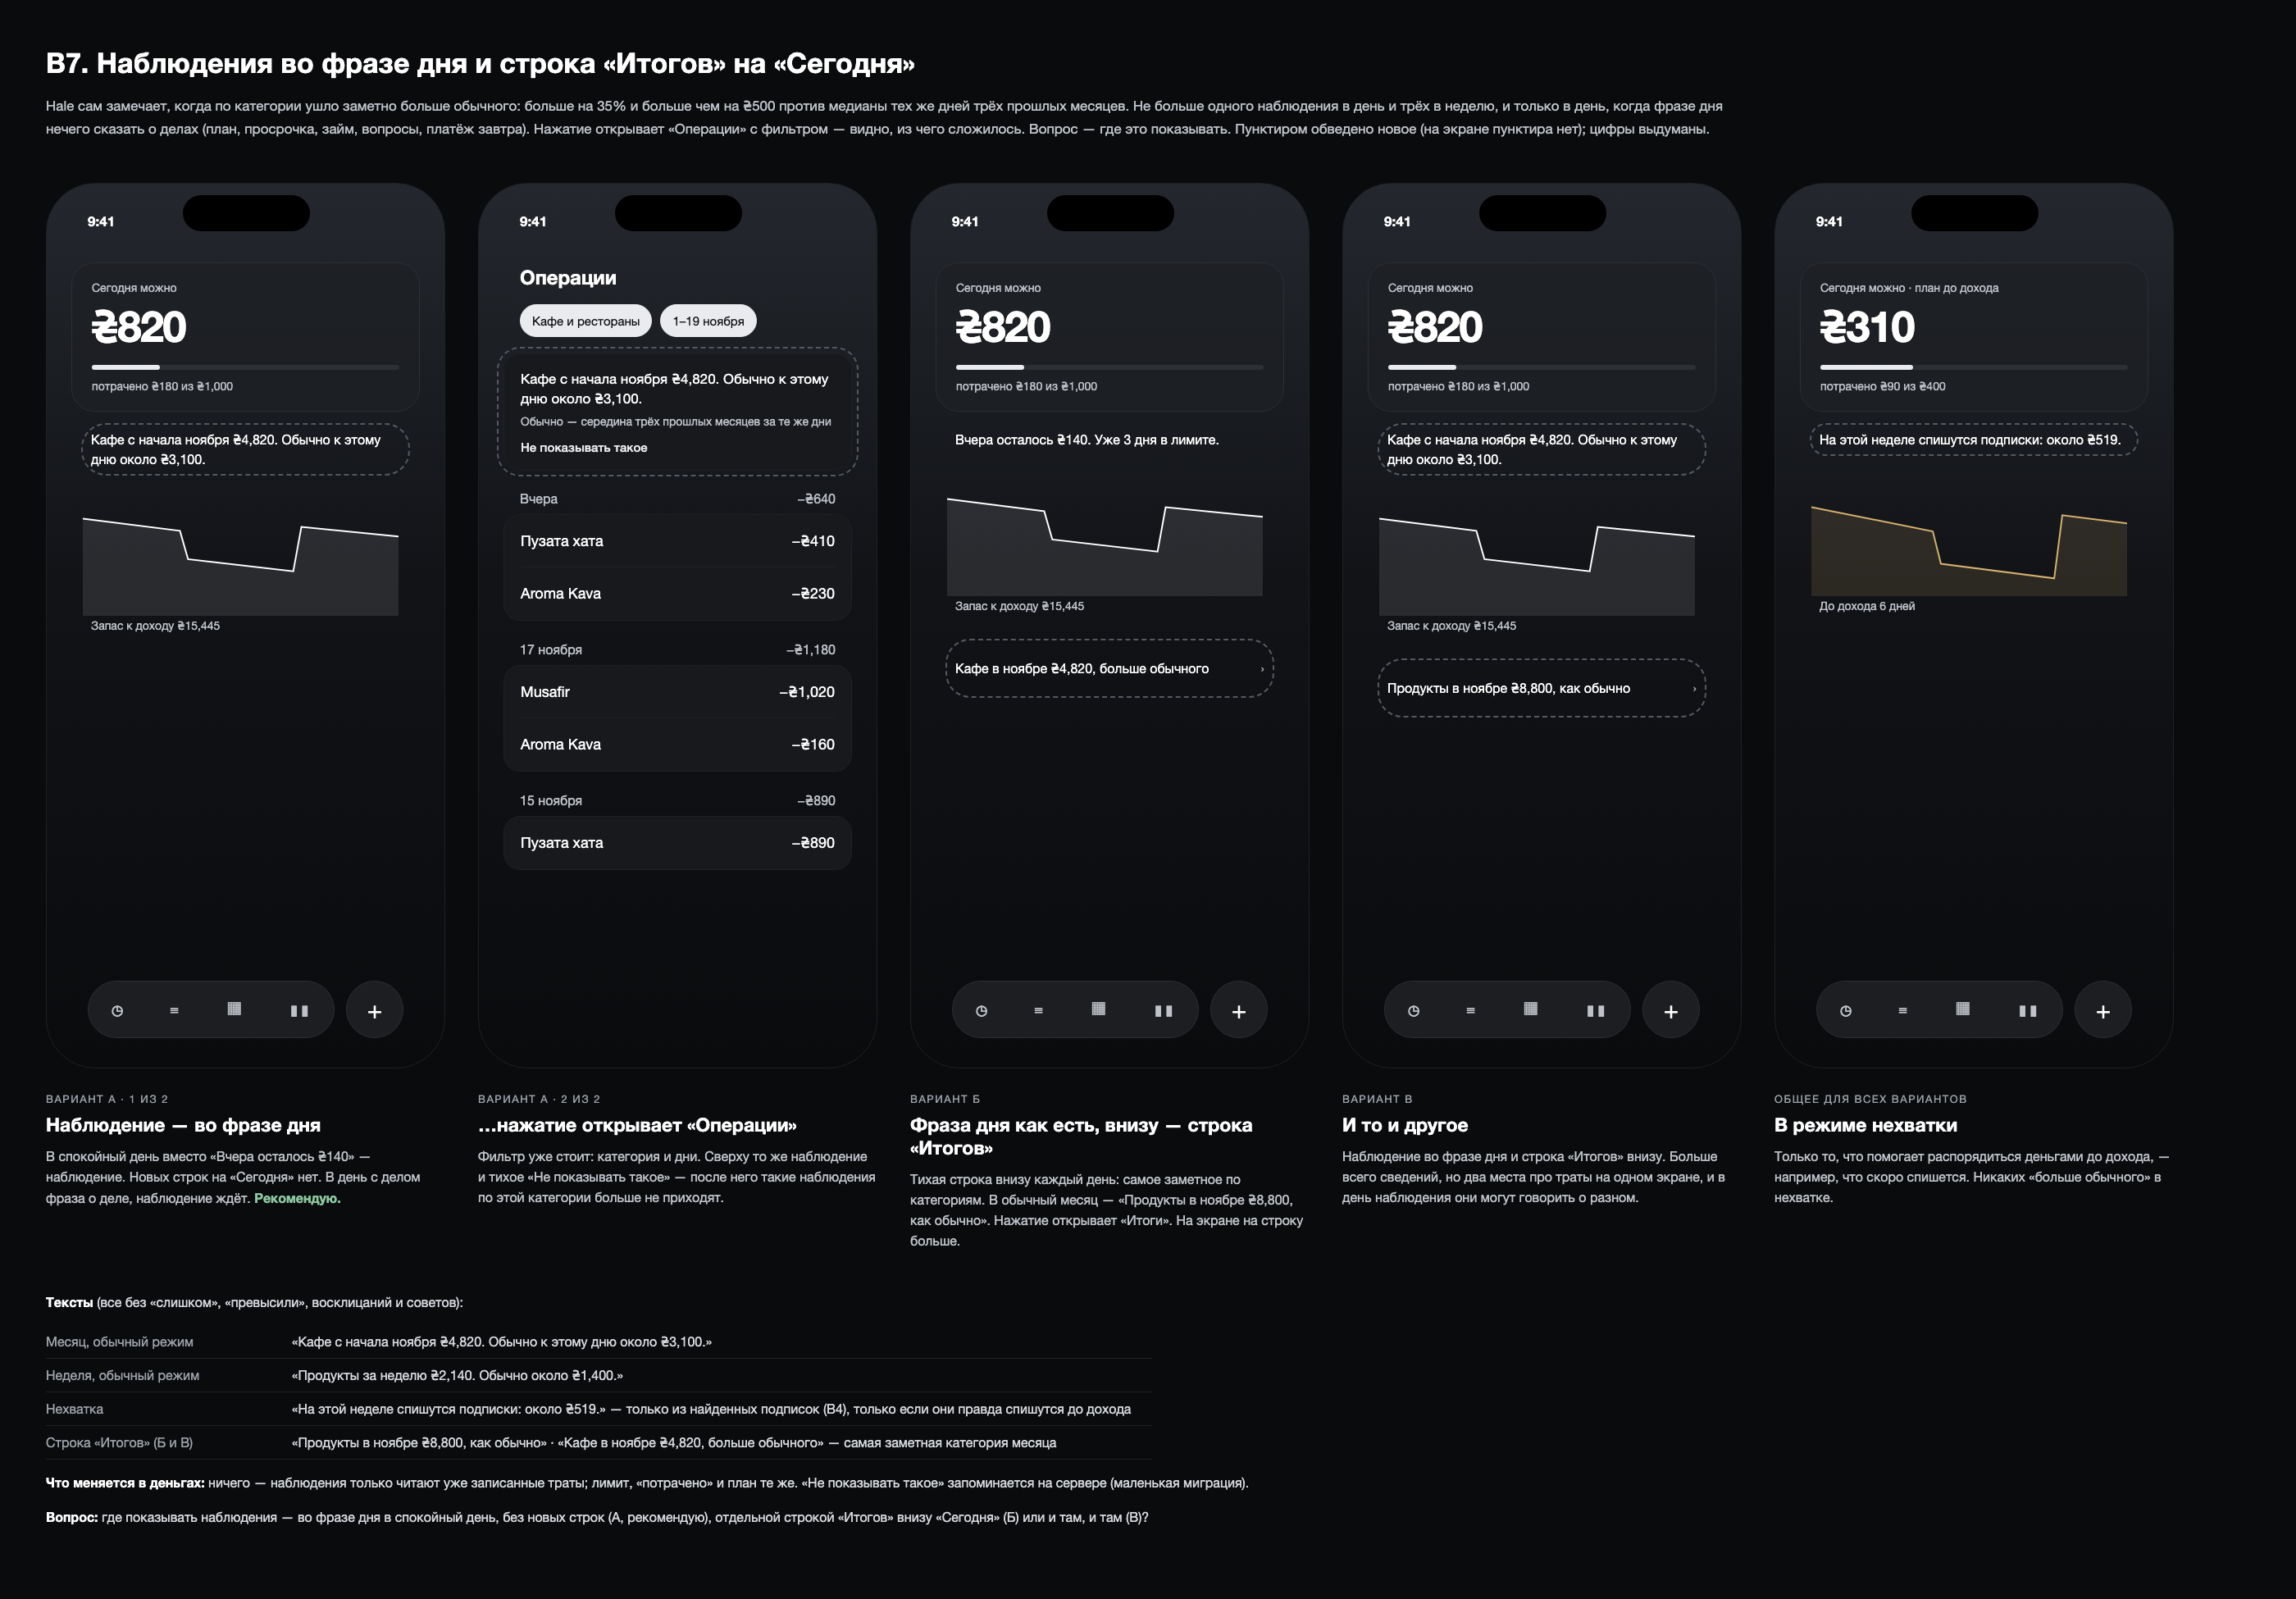 В7. Наблюдения во фразе дня и строка «Итогов» на «Сегодня»
Hale сам замечает, когда по категории ушло заметно больше обычного: больше на 35% и больше чем на ₴500 против медианы тех же дней трёх прошлых месяцев. Не больше одного наблюдения в день и трёх в неделю, и только в день, когда фразе дня
нечего сказать о делах (план, просрочка, займ, вопросы, платёж завтра). Нажатие открывает «Операции» с фильтром — видно, из чего сложилось. Вопрос — где это показывать. Пунктиром обведено новое (на экране пунктира нет); цифры выдуманы.
9:41
Сегодня можно
₴820
потрачено ₴180 из ₴1,000
Кафе с начала ноября ₴4,820. Обычно к этому
дню около ₴3,100.
Запас к доходу ₴15,445
+
ВАРИАНТ А · 1 ИЗ 2
Наблюдение — во фразе дня
В спокойный день вместо «Вчера осталось ₴140» —
наблюдение. Новых строк на «Сегодня» нет. В день с делом
фраза о деле, наблюдение ждёт. Рекомендую.
9:41
Операции
Кафе и рестораны
1–19 ноября
Кафе с начала ноября ₴4,820. Обычно к этому
дню около ₴3,100.
Обычно — середина трёх прошлых месяцев за те же дни
Не показывать такое
Вчера −₴640
Пузата хата −₴410
Aroma Kava −₴230
17 ноября −₴1,180
Musafir −₴1,020
Aroma Kava −₴160
15 ноября −₴890
Пузата хата −₴890
ВАРИАНТ А · 2 ИЗ 2
…нажатие открывает «Операции»
Фильтр уже стоит: категория и дни. Сверху то же наблюдение
и тихое «Не показывать такое» — после него такие наблюдения
по этой категории больше не приходят.
9:41
Сегодня можно
₴820
потрачено ₴180 из ₴1,000
Вчера осталось ₴140. Уже 3 дня в лимите.
Запас к доходу ₴15,445
Кафе в ноябре ₴4,820, больше обычного ›
+
ВАРИАНТ Б
Фраза дня как есть, внизу — строка
«Итогов»
Тихая строка внизу каждый день: самое заметное по
категориям. В обычный месяц — «Продукты в ноябре ₴8,800,
как обычно». Нажатие открывает «Итоги». На экране на строку
больше.
9:41
Сегодня можно
₴820
потрачено ₴180 из ₴1,000
Кафе с начала ноября ₴4,820. Обычно к этому
дню около ₴3,100.
Запас к доходу ₴15,445
Продукты в ноябре ₴8,800, как обычно ›
+
ВАРИАНТ В
И то и другое
Наблюдение во фразе дня и строка «Итогов» внизу. Больше
всего сведений, но два места про траты на одном экране, и в
день наблюдения они могут говорить о разном.
9:41
Сегодня можно · план до дохода
₴310
потрачено ₴90 из ₴400
На этой неделе спишутся подписки: около ₴519.
До дохода 6 дней
+
ОБЩЕЕ ДЛЯ ВСЕХ ВАРИАНТОВ
В режиме нехватки
Только то, что помогает распорядиться деньгами до дохода, —
например, что скоро спишется. Никаких «больше обычного» в
нехватке.
Тексты (все без «слишком», «превысили», восклицаний и советов):
Месяц, обычный режим «Кафе с начала ноября ₴4,820. Обычно к этому дню около ₴3,100.»
Неделя, обычный режим «Продукты за неделю ₴2,140. Обычно около ₴1,400.»
Нехватка «На этой неделе спишутся подписки: около ₴519.» — только из найденных подписок (В4), только если они правда спишутся до дохода
Строка «Итогов» (Б и В) «Продукты в ноябре ₴8,800, как обычно» · «Кафе в ноябре ₴4,820, больше обычного» — самая заметная категория месяца
Что меняется в деньгах: ничего — наблюдения только читают уже записанные траты; лимит, «потрачено» и план те же. «Не показывать такое» запоминается на сервере (маленькая миграция).
Вопрос: где показывать наблюдения — во фразе дня в спокойный день, без новых строк (А, рекомендую), отдельной строкой «Итогов» внизу «Сегодня» (Б) или и там, и там (В)?